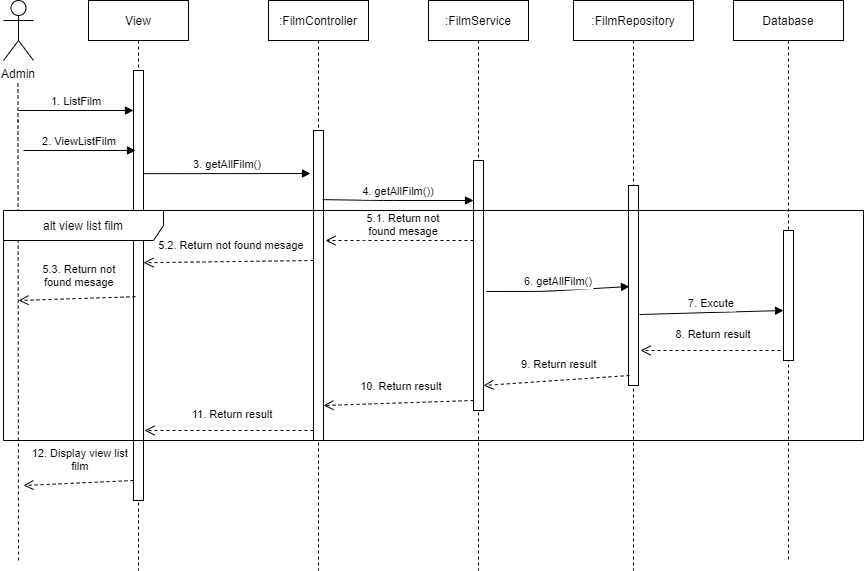 View
:FilmController
:FilmService
:FilmRepository
Database
Admin
1. ListFilm
2. ViewListFilm
3. getAllFilm()
4. getAllFilm())
alt view list film
5.1. Return not
found mesage
5.2. Return not found mesage
5.3. Return not
found mesage
6. getAllFilm()
7. Excute
8. Return result
9. Return result
10. Return result
11. Return result
12. Display view list
film